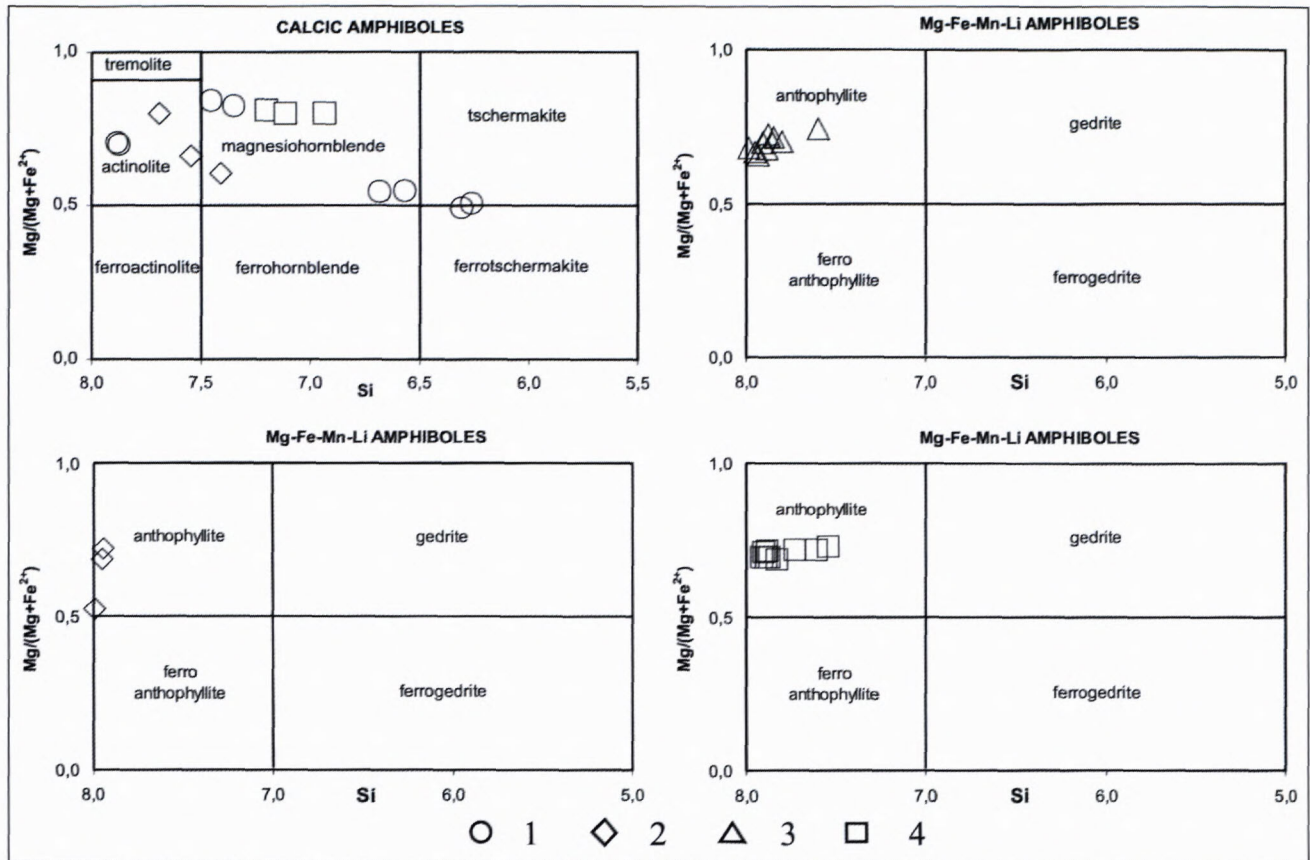 CALCIC AMPHIBOLES
Mg/(Mg+Fe²⁺)
1,0
0,5
0,0
tremolite
actinolite
magnesiohornblende
tschermakite
ferroactinolite
ferrohornblende
ferrotschermakite
8,0 7,5 7,0 6,5 6,0 5,5
Si
Mg-Fe-Mn-Li AMPHIBOLES
Mg/(Mg+Fe²⁺)
1,0
0,5
0,0
anthophyllite
gedrite
ferro
anthophyllite
ferrogedrite
8,0 7,0 Si 6,0 5,0
Mg-Fe-Mn-Li AMPHIBOLES
Mg/(Mg+Fe²⁺)
1,0
0,5
0,0
anthophyllite
gedrite
ferro
anthophyllite
ferrogedrite
8,0 7,0 Si 6,0 5,0
Mg-Fe-Mn-Li AMPHIBOLES
Mg/(Mg+Fe²⁺)
1,0
0,5
0,0
anthophyllite
gedrite
ferro
anthophyllite
ferrogedrite
8,0 7,0 Si 6,0 5,0
1 2 3 4